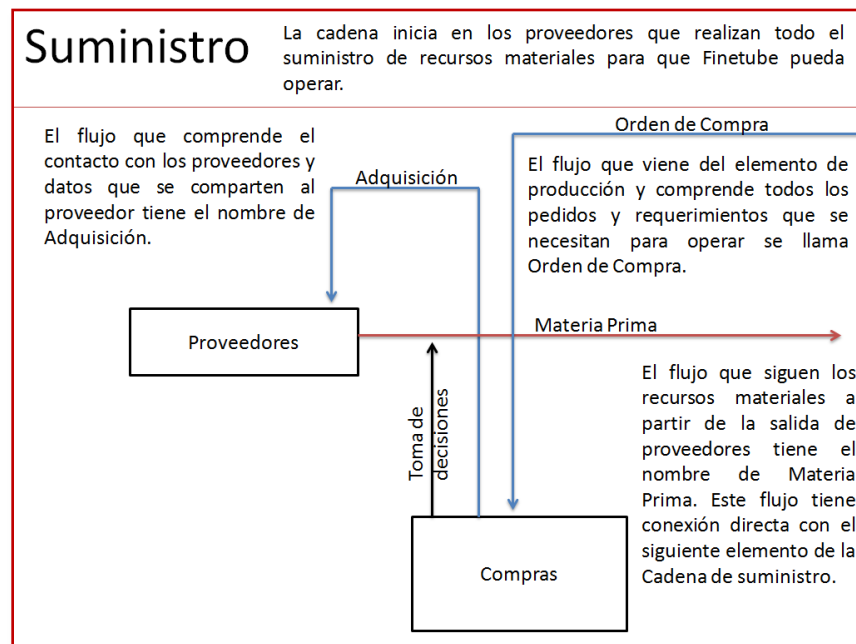 Suministro
La cadena inicia en los proveedores que realizan todo el
suministro de recursos materiales para que Finetube pueda
operar.
El flujo que comprende el
contacto con los proveedores y
datos que se comparten al
proveedor tiene el nombre de
Adquisición.
Adquisición
Orden de Compra
El flujo que viene del elemento de
producción y comprende todos los
pedidos y requerimientos que se
necesitan para operar se llama
Orden de Compra.
Proveedores
Materia Prima
Toma de
decisiones
El flujo que siguen los
recursos materiales a
partir de la salida de
proveedores tiene el
nombre de Materia
Prima. Este flujo tiene
conexión directa con el
siguiente elemento de la
Cadena de suministro.
Compras